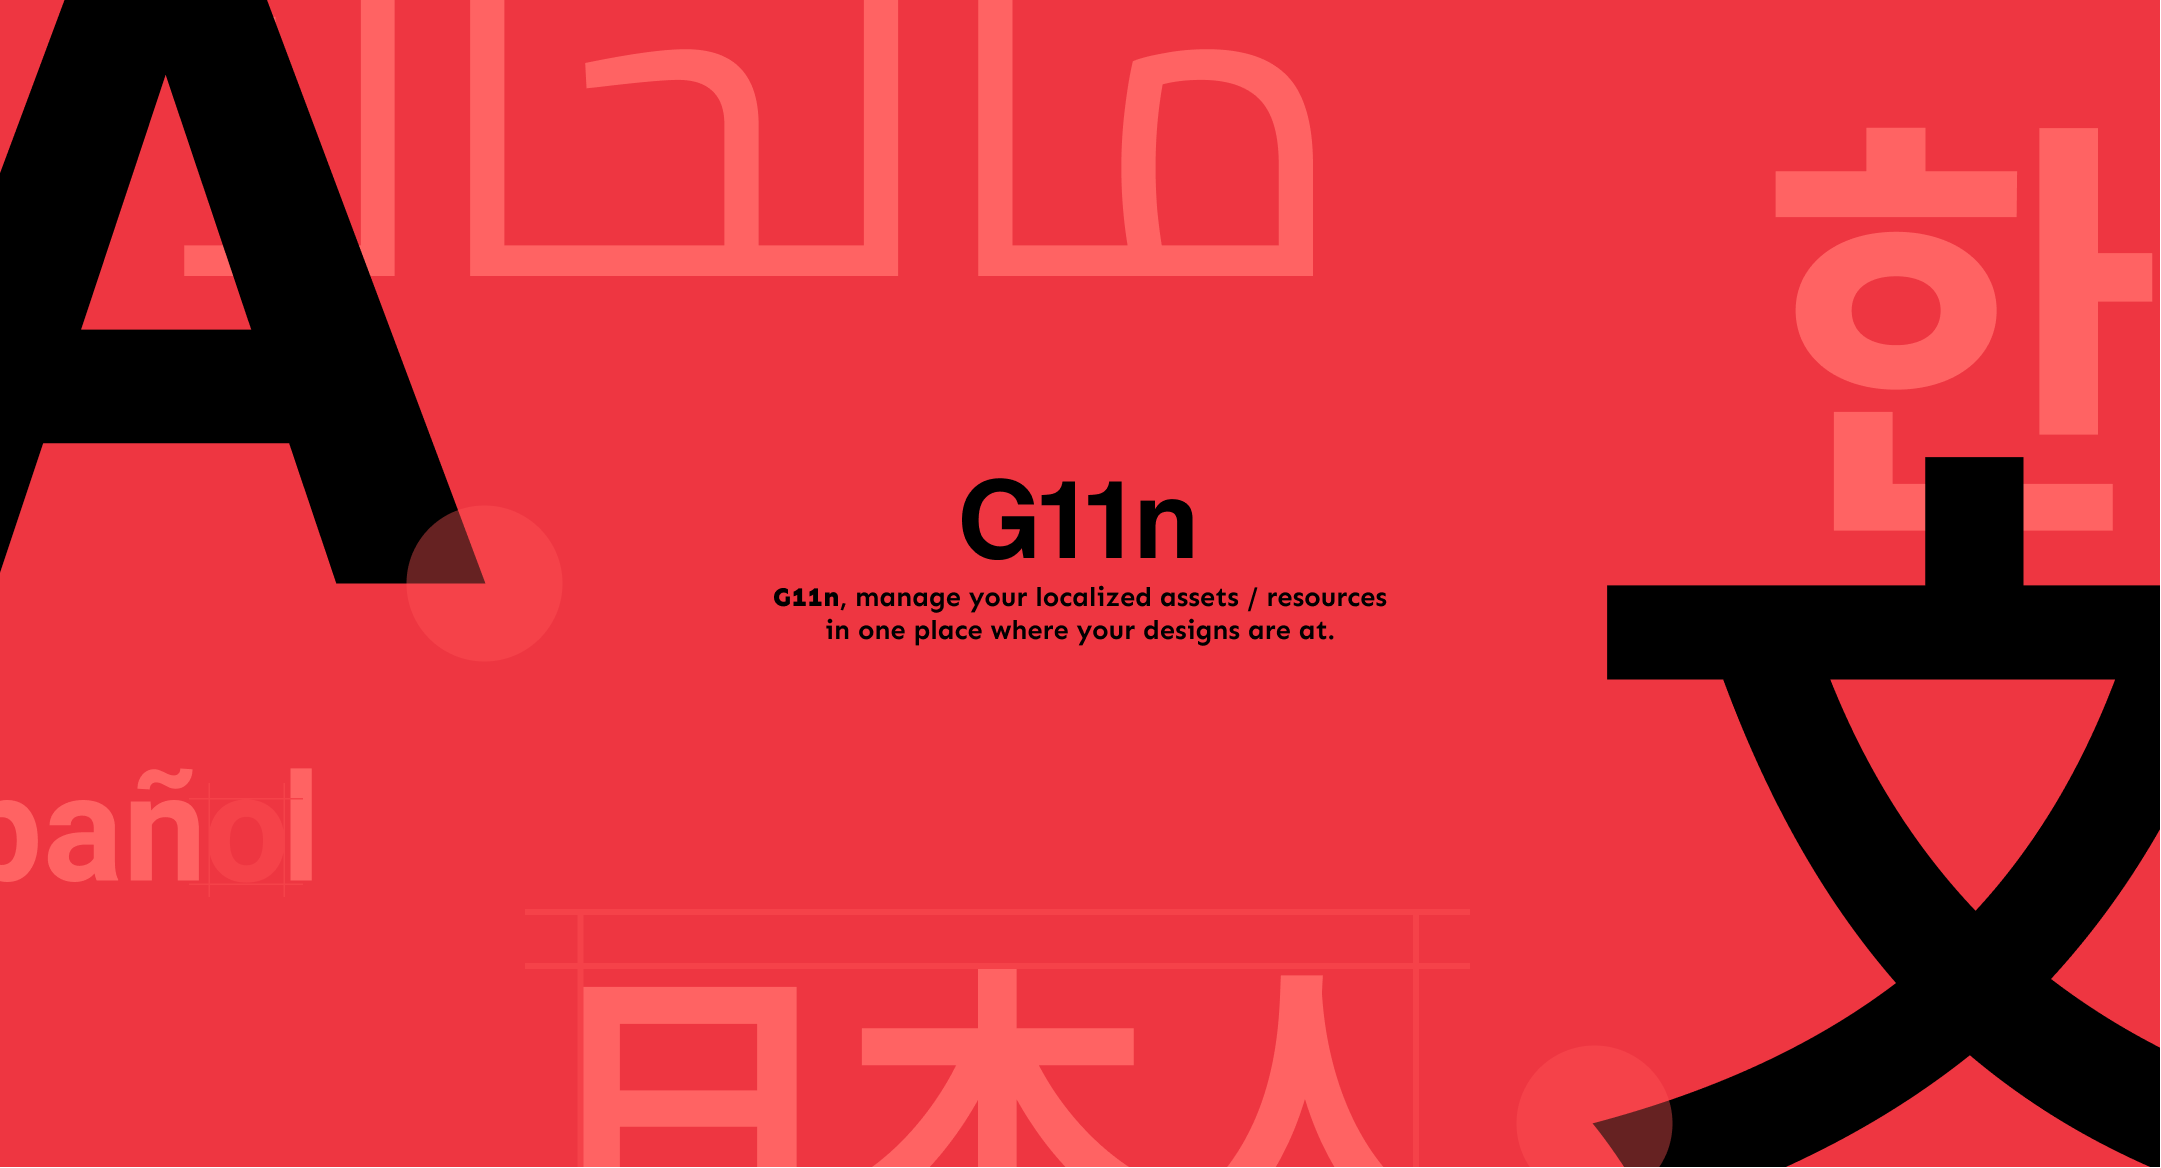 A
한
G11n
G11n, manage your localized assets / resources
in one place where your designs are at.
文
pañol
日本人